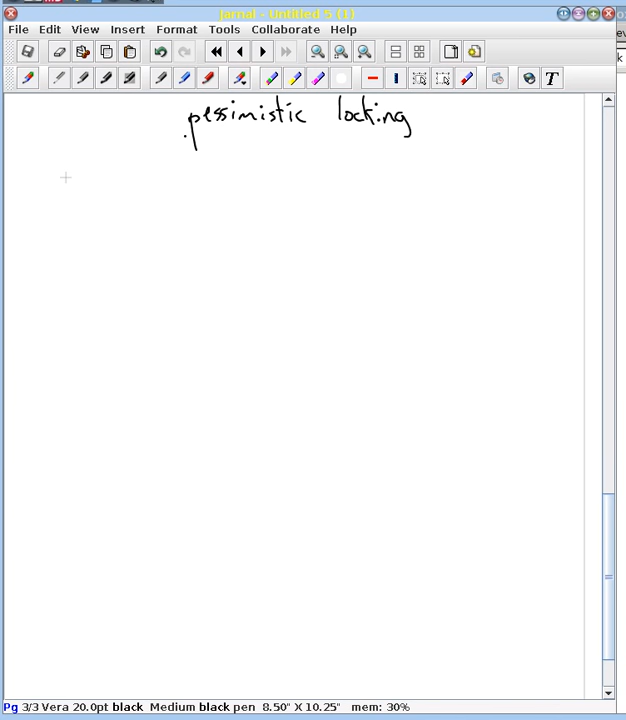 jarnal - Untitled 5 (1)
File Edit View Insert Format Tools Collaborate Help
T
pessimistic locking
Pg 3/3 Vera 20.0pt black Medium black pen 8.50" X 10.25" mem: 30%